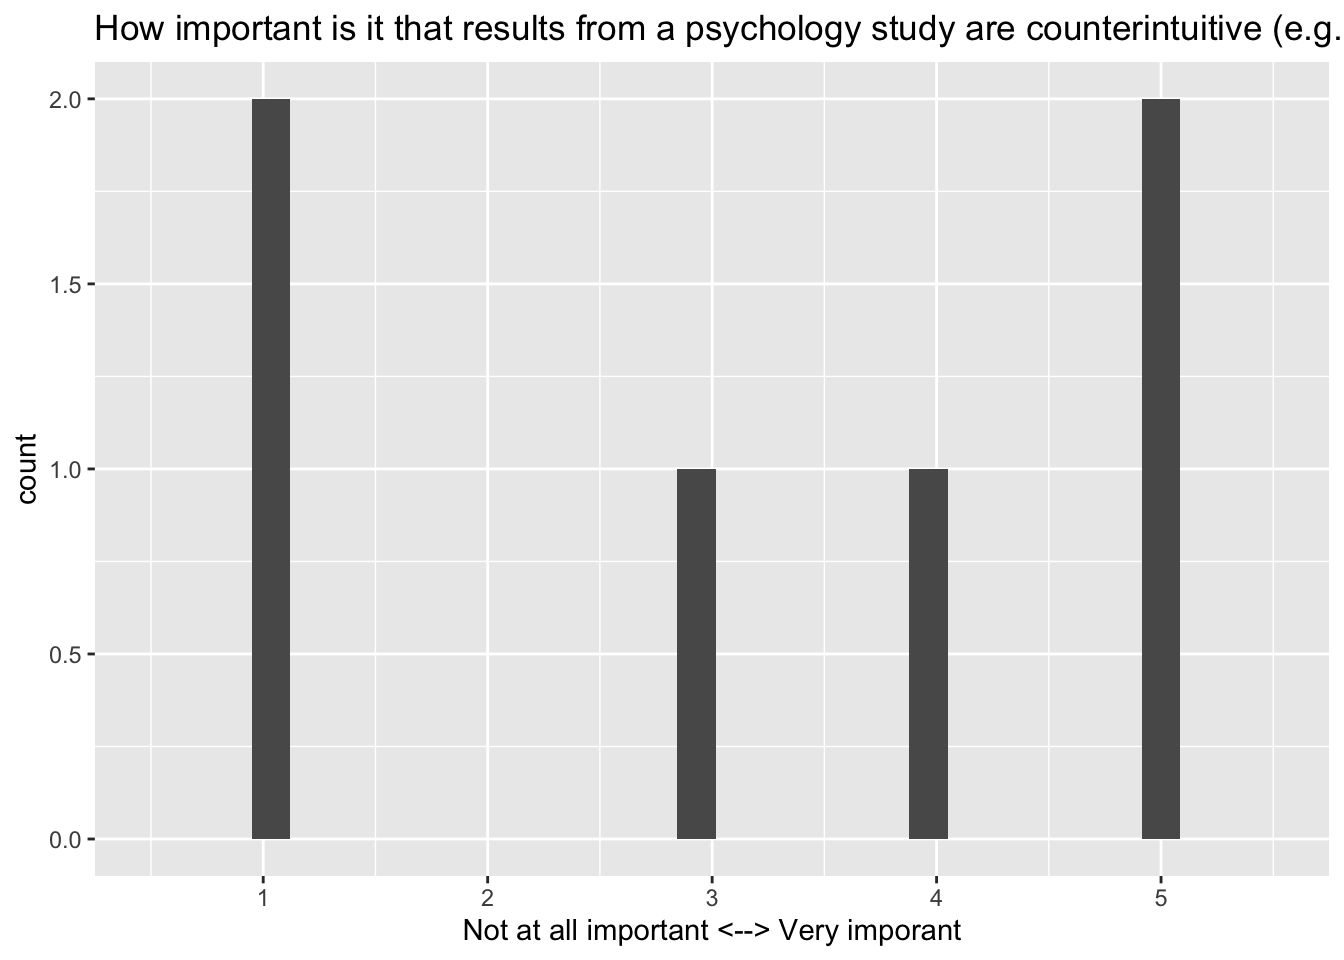 How important is it that results from a psychology study are counterintuitive (e.g.
2.0
1.5
1.0
0.5
0.0
count
1 2 3 4 5
Not at all important <--> Very imporant